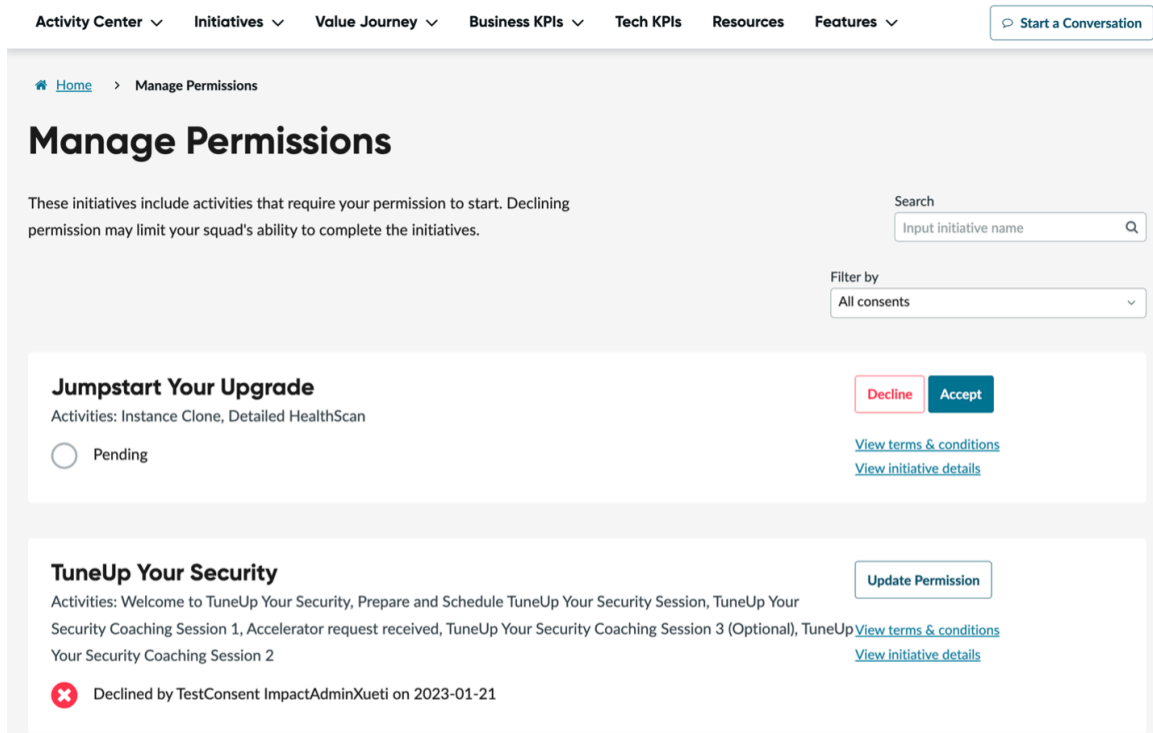 Activity Center Initiatives Value Journey Business KPIs Tech KPIs Resources Features Start a Conversation
Home > Manage Permissions
Manage Permissions
These initiatives include activities that require your permission to start. Declining
permission may limit your squad's ability to complete the initiatives.
Search
Input initiative name
Filter by
All consents
Jumpstart Your Upgrade
Activities: Instance Clone, Detailed HealthScan
Pending
Decline Accept
View terms & conditions
View initiative details
TuneUp Your Security
Activities: Welcome to TuneUp Your Security, Prepare and Schedule TuneUp Your Security Session, TuneUp Your
Security Coaching Session 1, Accelerator request received, TuneUp Your Security Coaching Session 3 (Optional), TuneUp
Your Security Coaching Session 2
Declined by TestConsent ImpactAdminXueti on 2023-01-21
Update Permission
View terms & conditions
View initiative details